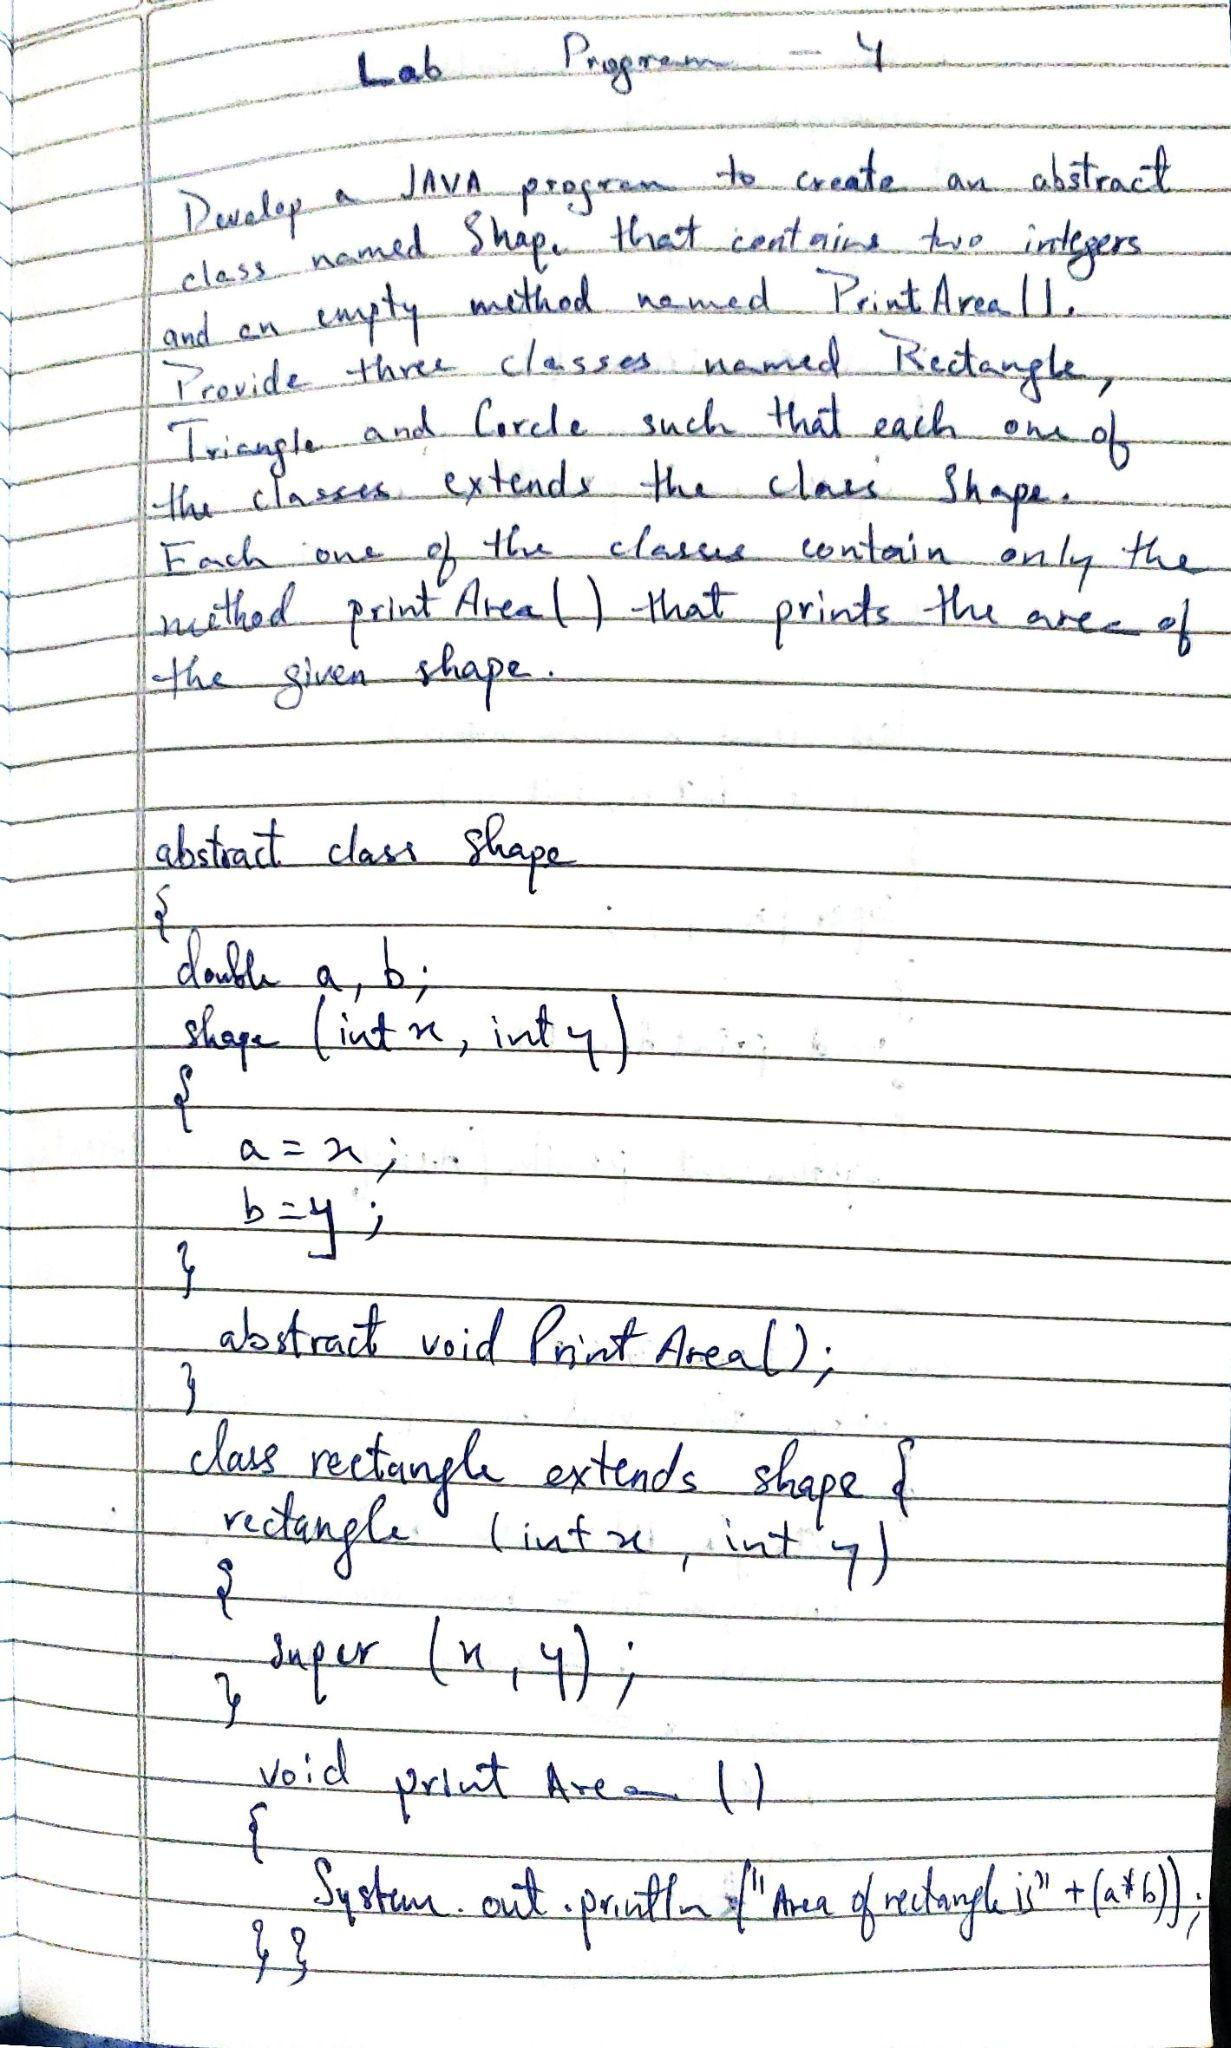 Lab Program - 4
Develop a JAVA program to create an abstract
class named Shape that contains two integers
and an empty method named PrintArea().
Provide three classes named Rectangle,
Triangle and Circle such that each one of
the classes extends the class Shape.
Each one of the classes contain only the
method print Area() that prints the area of
the given shape.
abstract class shape
{
double a, b;
shape (int x, int y)
{
a = x;
b = y;
}
abstract void Print Area();
}
class rectangle extends shape {
rectangle (int x, int y)
{
super (x, y);
}
void print Area ()
{
System.out.println ("Area of rectangle is" + (a*b));
} }